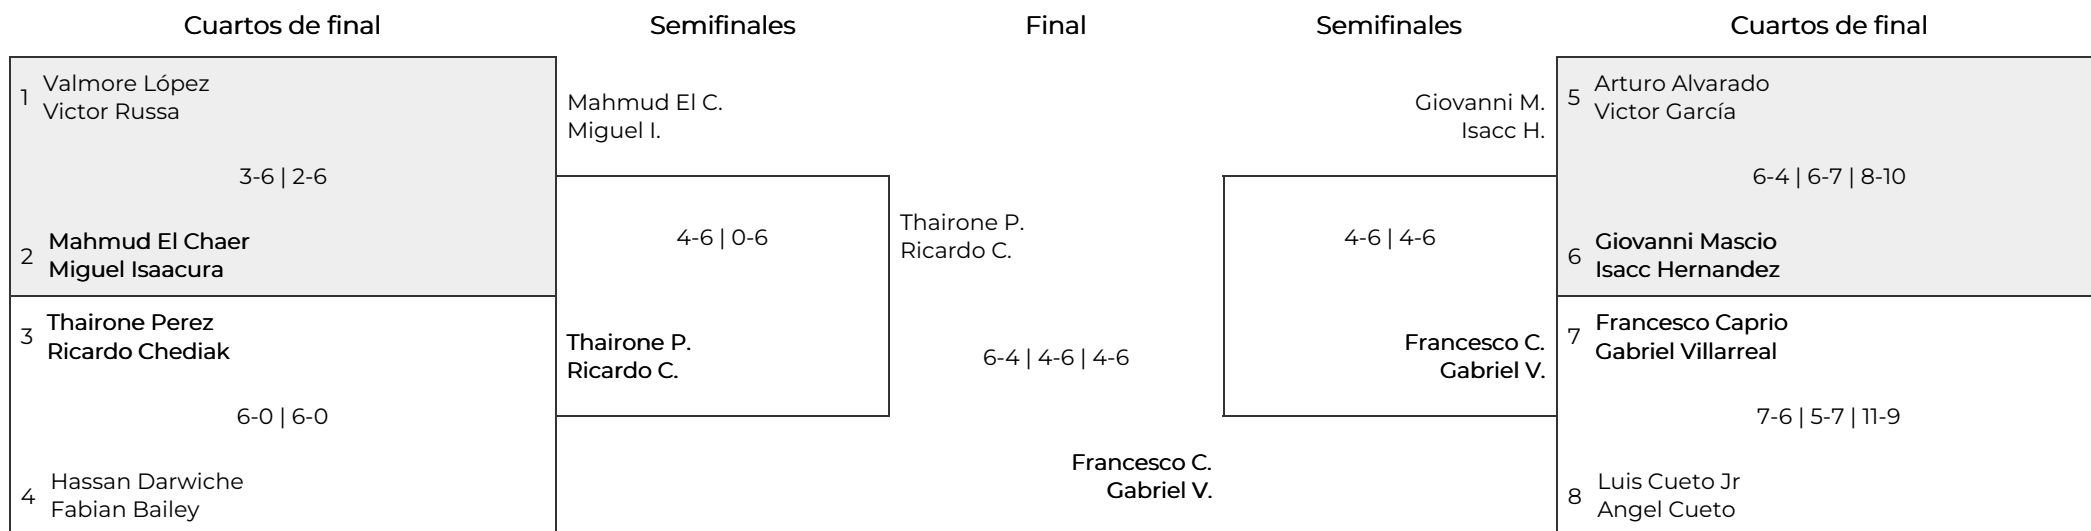 Cuartos de final
Semifinales
Final
Semifinales
Cuartos de final
1
Valmore López
Victor Russa
3-6 | 2-6
2
Mahmud El Chaer
Miguel Isaacura
3
Thairone Perez
Ricardo Chediak
6-0 | 6-0
4
Hassan Darwiche
Fabian Bailey
Mahmud El C.
Miguel I.
4-6 | 0-6
Thairone P.
Ricardo C.
Thairone P.
Ricardo C.
6-4 | 4-6 | 4-6
Francesco C.
Gabriel V.
Giovanni M.
Isacc H.
4-6 | 4-6
Francesco C.
Gabriel V.
5
Arturo Alvarado
Victor García
6-4 | 6-7 | 8-10
6
Giovanni Mascio
Isacc Hernandez
7
Francesco Caprio
Gabriel Villarreal
7-6 | 5-7 | 11-9
8
Luis Cueto Jr
Angel Cueto